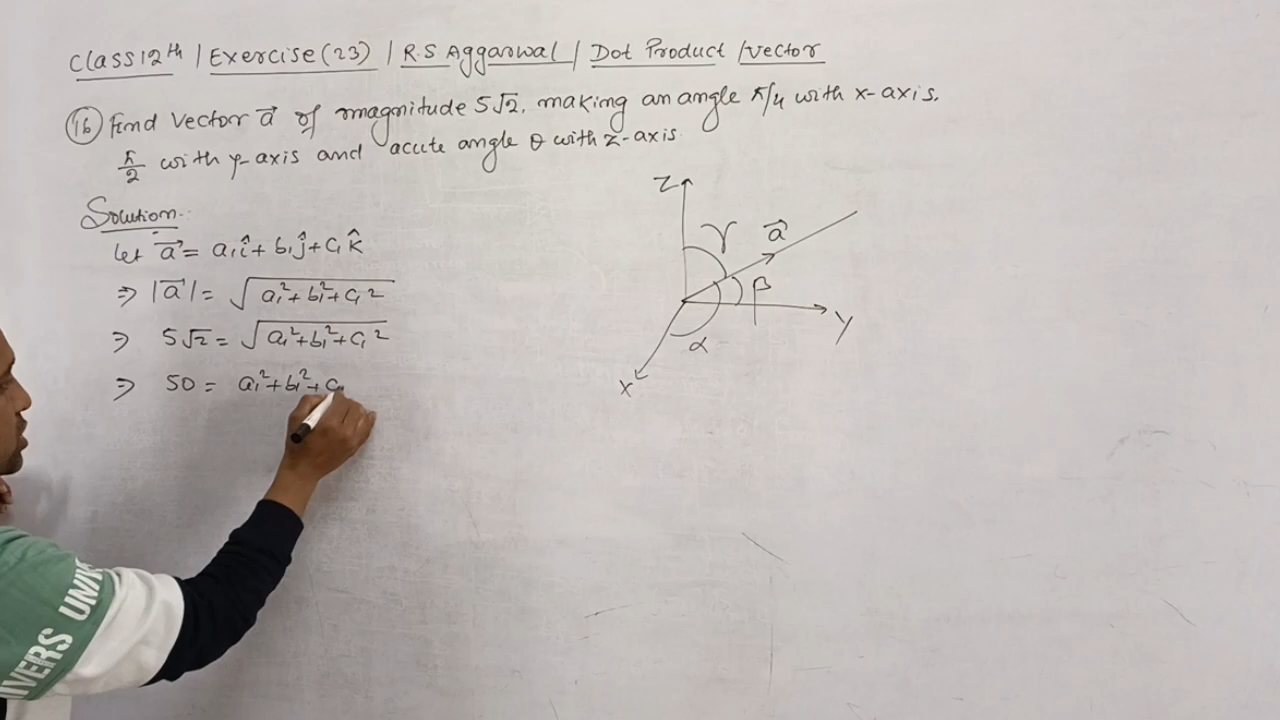 Class 12th / Exercise(23) / R.S Aggarwal / Dot Product / vector
(16) Find Vector a⃗ of magnitude 5√2, making an angle π/4 with x-axis.
π/2 with y-axis and acute angle θ with z-axis.
Solution:-
Let a⃗ = a₁î + b₁ĵ + c₁k̂
⇒ |a⃗| = √(a₁² + b₁² + c₁²)
⇒ 5√2 = √(a₁² + b₁² + c₁²)
⇒ 50 = a₁² + b₁² + c₁
Z
γ
a⃗
β
Y
α
X
IVERS UNIV